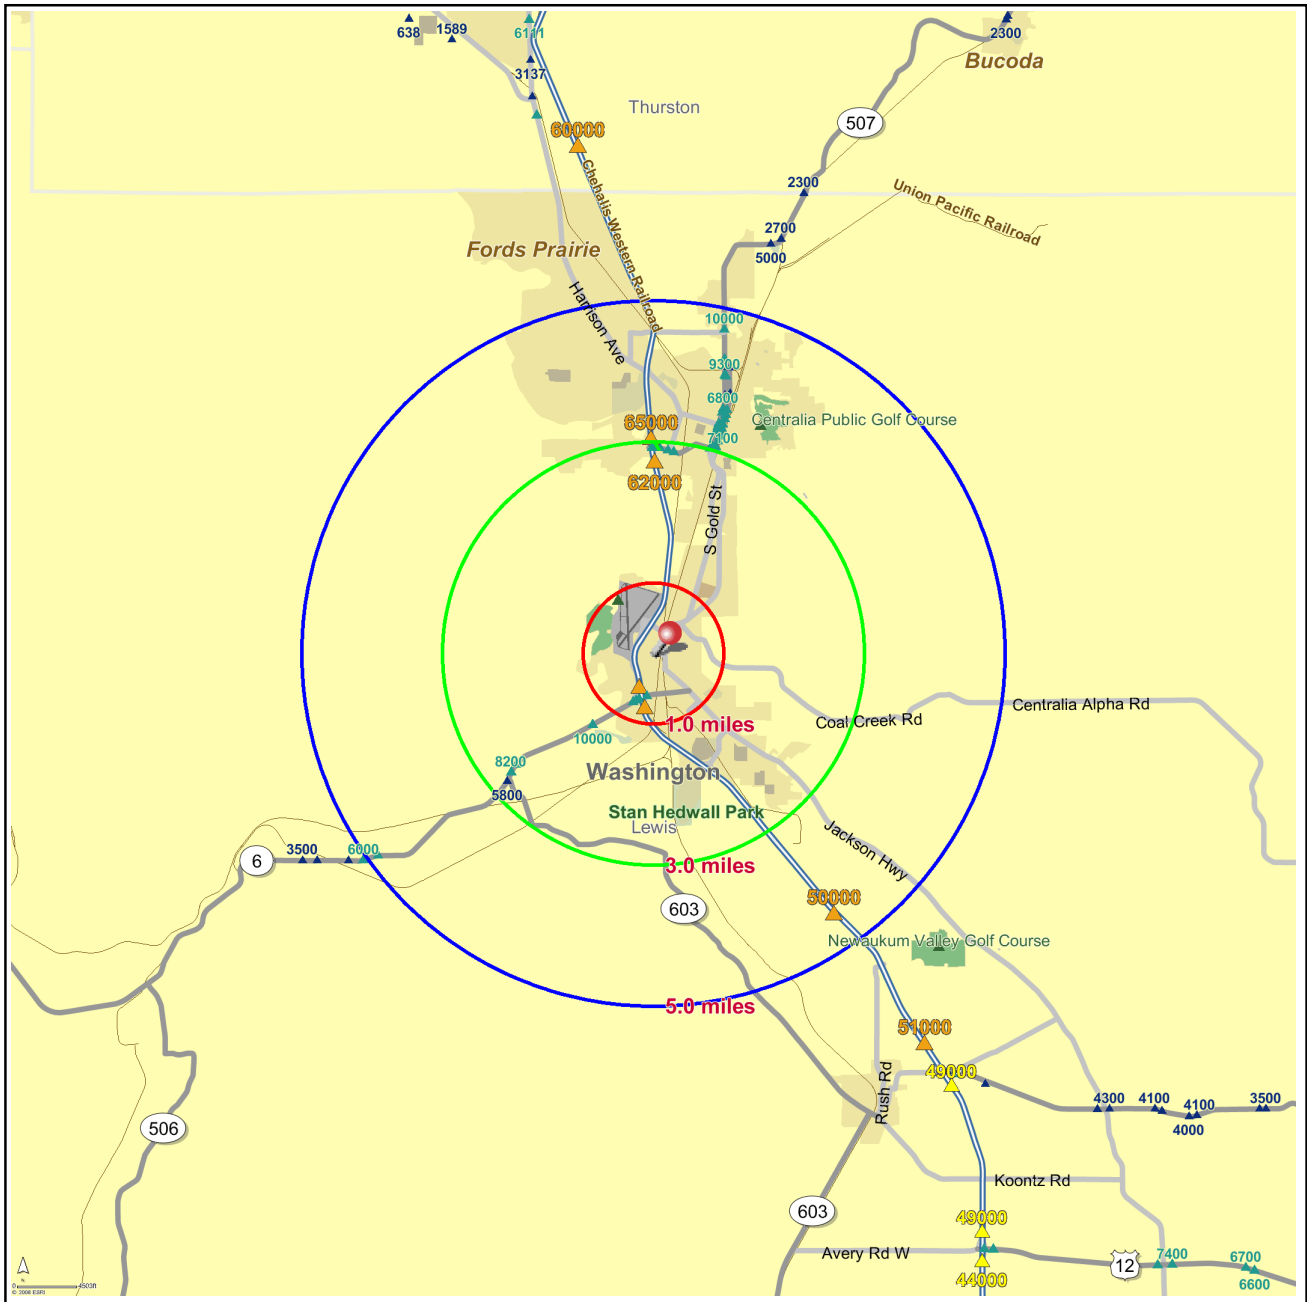 638
1589
6111
2300
Bucoda
3137
Thurston
507
60000
Chehalis Western Railroad
2300
Union Pacific Railroad
2700
Fords Prairie
5000
Harrison Ave
10000
9300
6800
65000
Centralia Public Golf Course
7100
62000
S Gold St
Centralia Alpha Rd
Coal Creek Rd
1.0 miles
10000
8200
Washington
5800
Stan Hedwall Park
Lewis
Jackson Hwy
3500
6000
6
3.0 miles
50000
603
Newaukum Valley Golf Course
5.0 miles
51000
49000
Rush Rd
4300
4100
4100
3500
4000
506
Koontz Rd
603
49000
Avery Rd W
7400
6700
12
44000
6600
0
4503ft
© 2008 ESRI